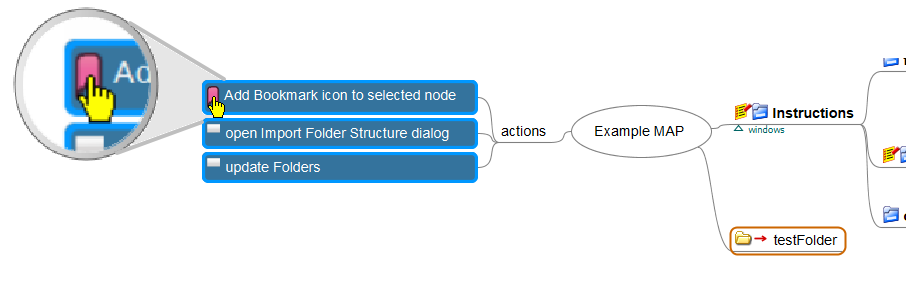 Ad
Add Bookmark icon to selected node
open Import Folder Structure dialog
update Folders
actions
Example MAP
Instructions
windows
testFolder